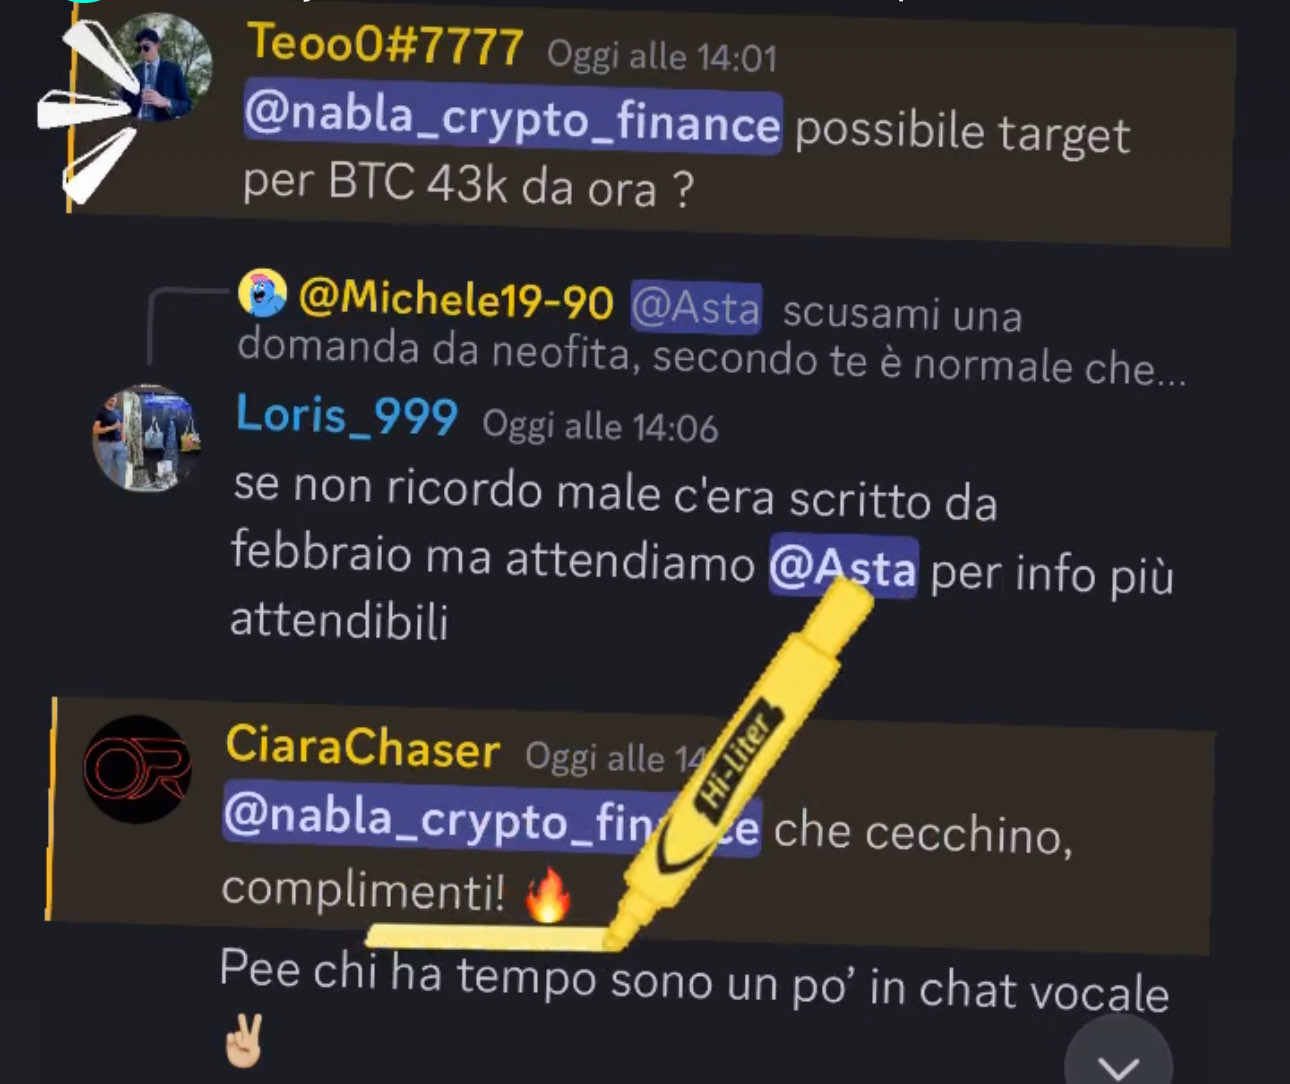 Teoo0#7777 Oggi alle 14:01
@nabla_crypto_finance possibile target
per BTC 43k da ora ?
@Michele19-90 @Asta scusami una
domanda da neofita, secondo te è normale che...
Loris_999 Oggi alle 14:06
se non ricordo male c'era scritto da
febbraio ma attendiamo @Asta per info più
attendibili
OR
CiaraChaser Oggi alle 14
@nabla_crypto_fin ce che cecchino,
complimenti! 🔥
Hi-Liter
Pee chi ha tempo sono un po’ in chat vocale
✌🏼